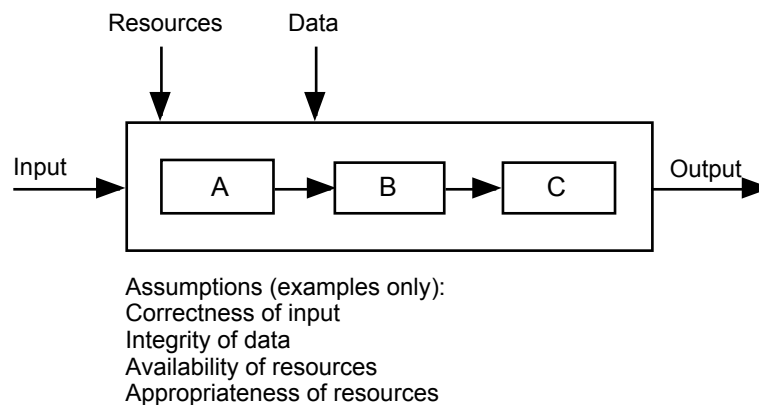 Resources
Data
Input
A
B
C
Output
Assumptions (examples only):
Correctness of input
Integrity of data
Availability of resources
Appropriateness of resources